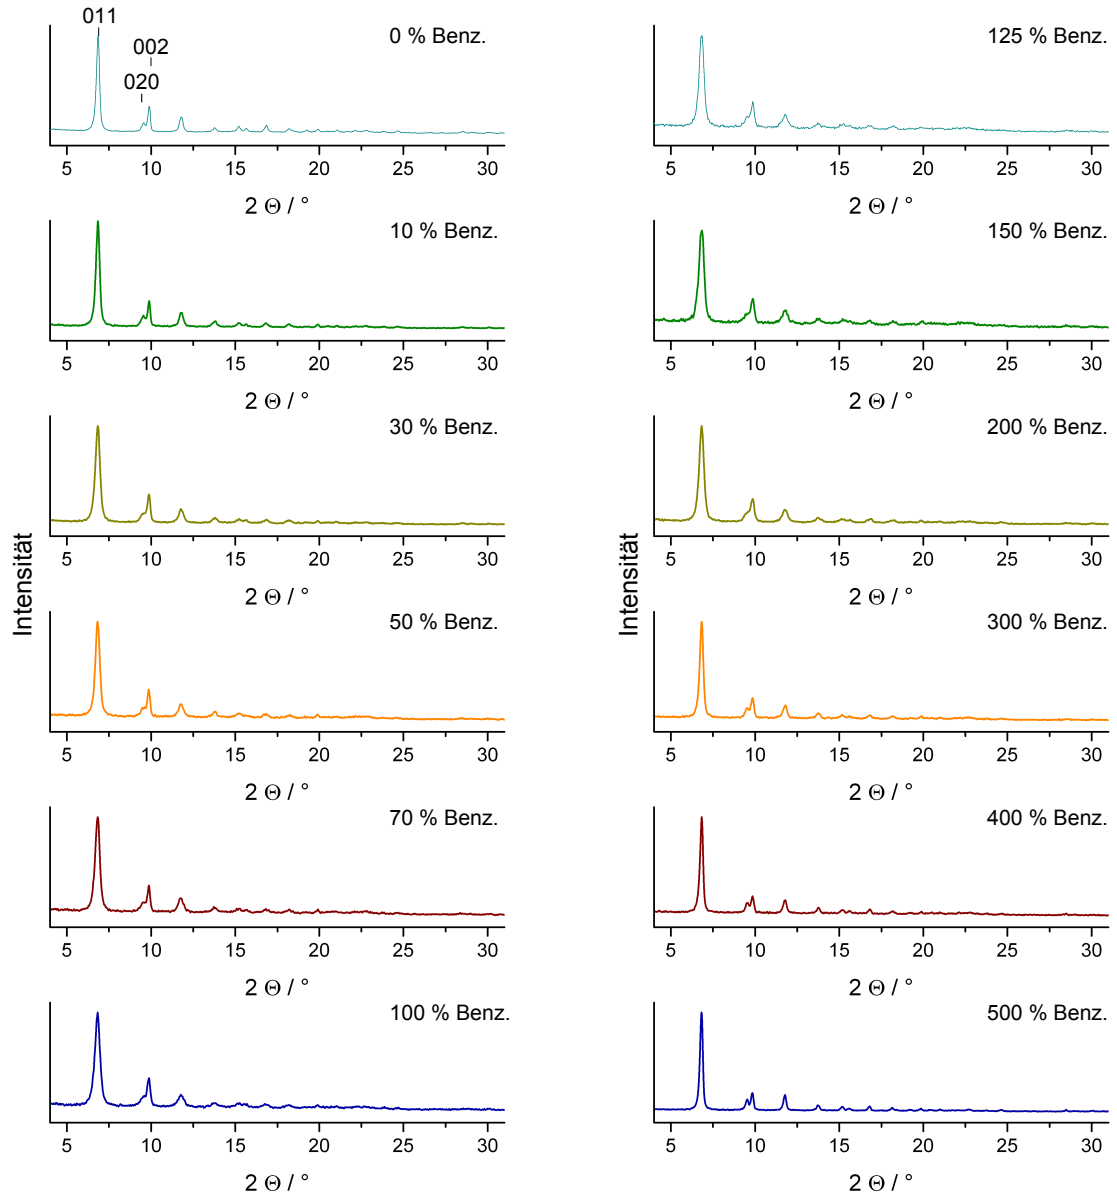 011
002
020
0 % Benz.
5 10 15 20 25 30
2 Θ / °
10 % Benz.
5 10 15 20 25 30
2 Θ / °
30 % Benz.
5 10 15 20 25 30
2 Θ / °
Intensität
50 % Benz.
5 10 15 20 25 30
2 Θ / °
70 % Benz.
5 10 15 20 25 30
2 Θ / °
100 % Benz.
5 10 15 20 25 30
2 Θ / °
125 % Benz.
5 10 15 20 25 30
2 Θ / °
150 % Benz.
5 10 15 20 25 30
2 Θ / °
200 % Benz.
5 10 15 20 25 30
2 Θ / °
Intensität
300 % Benz.
5 10 15 20 25 30
2 Θ / °
400 % Benz.
5 10 15 20 25 30
2 Θ / °
500 % Benz.
5 10 15 20 25 30
2 Θ / °